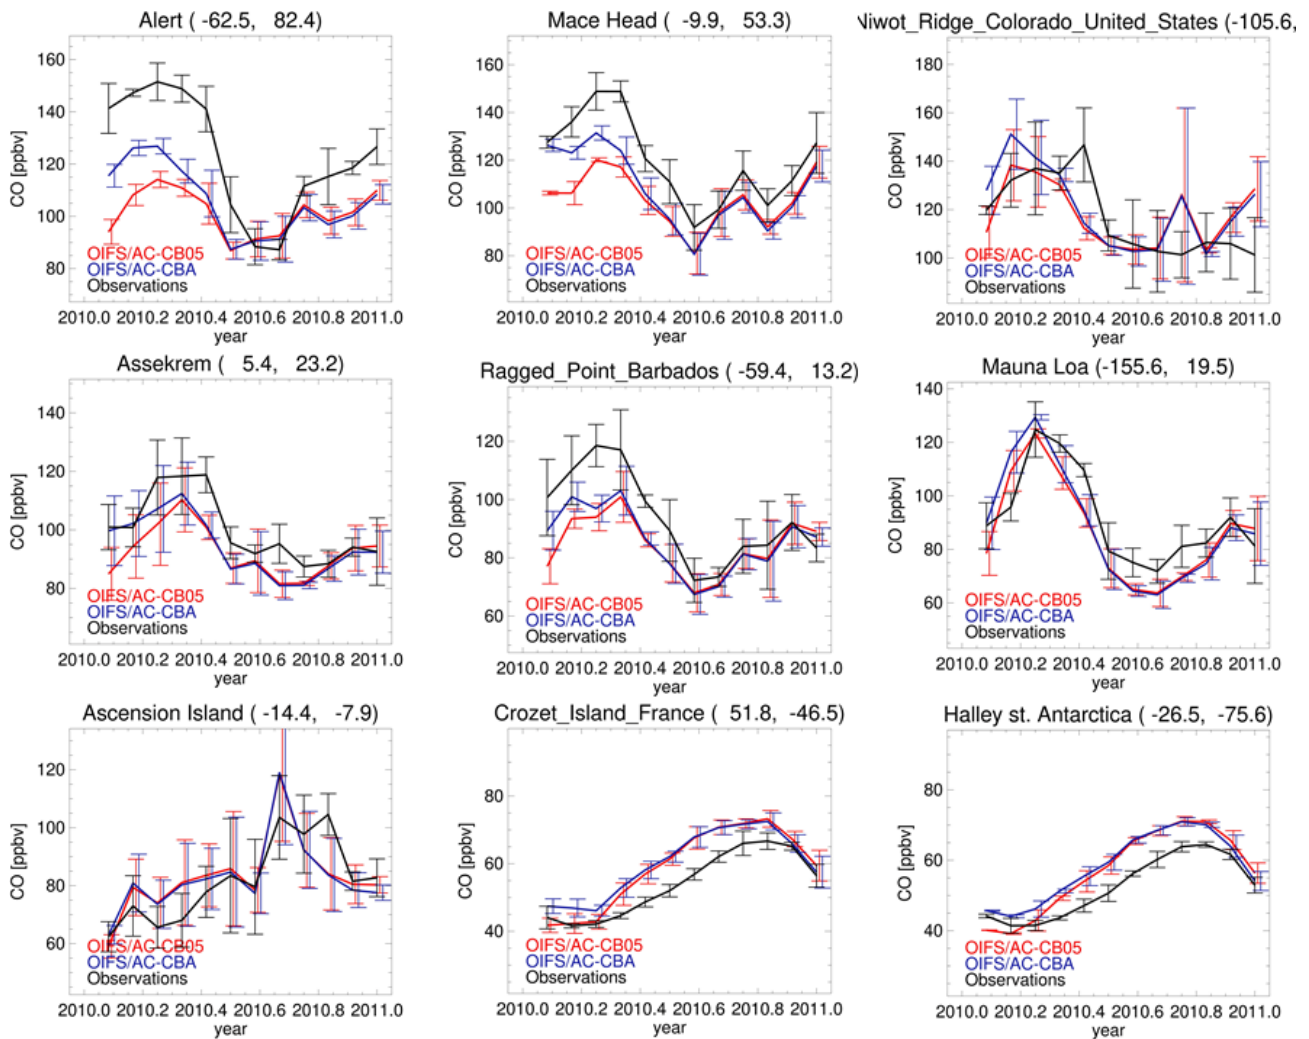 Alert ( -62.5, 82.4)
160
140
120
100
80
CO [ppbv]
OIFS/AC-CB05
OIFS/AC-CBA
Observations
2010.0 2010.2 2010.4 2010.6 2010.8 2011.0
year
Mace Head ( -9.9, 53.3)
160
140
120
100
80
CO [ppbv]
OIFS/AC-CB05
OIFS/AC-CBA
Observations
2010.0 2010.2 2010.4 2010.6 2010.8 2011.0
year
Niwot_Ridge_Colorado_United_States (-105.6,
180
160
140
120
100
CO [ppbv]
OIFS/AC-CB05
OIFS/AC-CBA
Observations
2010.0 2010.2 2010.4 2010.6 2010.8 2011.0
year
Assekrem ( 5.4, 23.2)
140
120
100
80
CO [ppbv]
OIFS/AC-CB05
OIFS/AC-CBA
Observations
2010.0 2010.2 2010.4 2010.6 2010.8 2011.0
year
Ragged_Point_Barbados ( -59.4, 13.2)
140
120
100
80
60
CO [ppbv]
OIFS/AC-CB05
OIFS/AC-CBA
Observations
2010.0 2010.2 2010.4 2010.6 2010.8 2011.0
year
Mauna Loa (-155.6, 19.5)
140
120
100
80
60
CO [ppbv]
OIFS/AC-CB05
OIFS/AC-CBA
Observations
2010.0 2010.2 2010.4 2010.6 2010.8 2011.0
year
Ascension Island ( -14.4, -7.9)
120
100
80
60
CO [ppbv]
OIFS/AC-CB05
OIFS/AC-CBA
Observations
2010.0 2010.2 2010.4 2010.6 2010.8 2011.0
year
Crozet_Island_France ( 51.8, -46.5)
80
60
40
CO [ppbv]
OIFS/AC-CB05
OIFS/AC-CBA
Observations
2010.0 2010.2 2010.4 2010.6 2010.8 2011.0
year
Halley st. Antarctica ( -26.5, -75.6)
80
60
40
CO [ppbv]
OIFS/AC-CB05
OIFS/AC-CBA
Observations
2010.0 2010.2 2010.4 2010.6 2010.8 2011.0
year